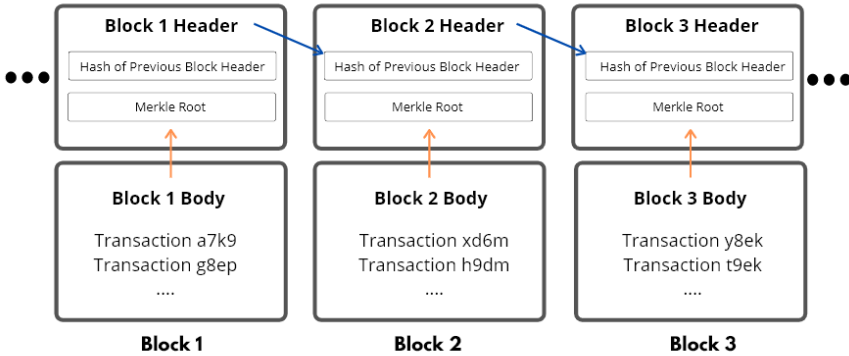 Block 1 Header
Hash of Previous Block Header
Merkle Root
Block 1 Body
Transaction a7k9
Transaction g8ep
....
Block 1
Block 2 Header
Hash of Previous Block Header
Merkle Root
Block 2 Body
Transaction xd6m
Transaction h9dm
....
Block 2
Block 3 Header
Hash of Previous Block Header
Merkle Root
Block 3 Body
Transaction y8ek
Transaction t9ek
....
Block 3